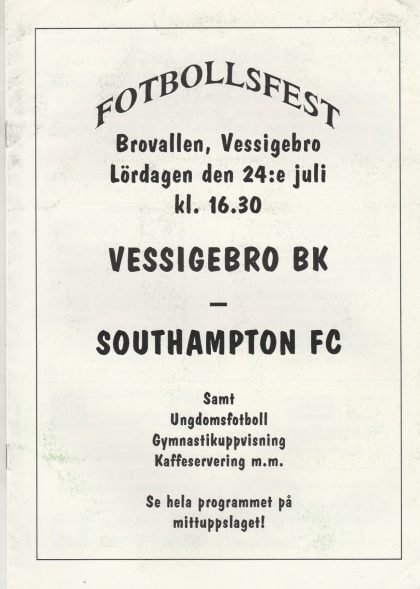 FOTBOLLSFEST
Brovallen, Vessigebro
Lördagen den 24:e juli
kl. 16.30
VESSIGEBRO BK
–
SOUTHAMPTON FC
Samt
Ungdomsfotboll
Gymnastikuppvisning
Kaffeservering m.m.
Se hela programmet på
mittuppslaget!